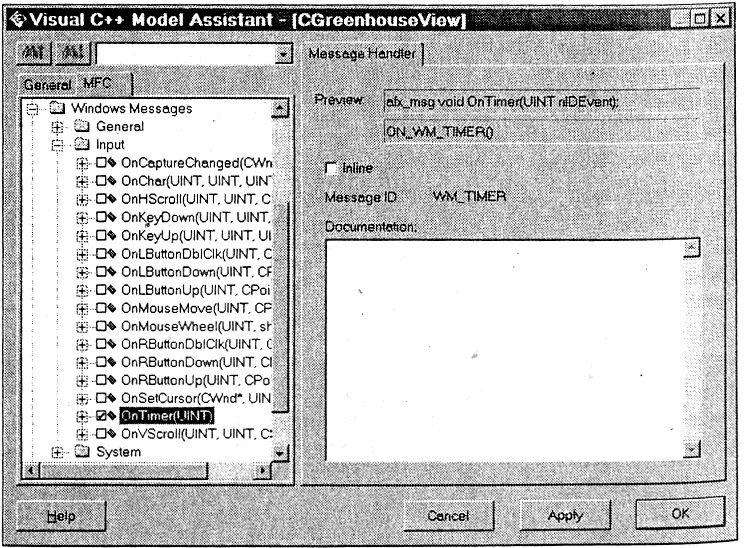 Visual C++ Model Assistant - [CGreenhouseView]
General MFC
Windows Messages
General
Input
OnCaptureChanged(CWn
OnChar(UINT, UINT, UIN
OnHScroll(UINT, UINT, C
OnKeyDown(UINT, UINT,
OnKeyUp(UINT, UINT, UI
OnLButtonDblClk(UINT, C
OnLButtonDown(UINT, CP
OnLButtonUp(UINT, CPoi
OnMouseMove(UINT, CP
OnMouseWheel(UINT, sh
OnRButtonDblClk(UINT, C
OnRButtonDown(UINT, CI
OnRButtonUp(UINT, CPo
OnSetCursor(CWnd*, UIN
OnTimer(UINT)
OnVScroll(UINT, UINT, C
System
Message Handler
Preview: afx_msg void OnTimer(UINT nIDEvent);
ON_WM_TIMER()
Inline
Message ID WM_TIMER
Documentation:
Help
Cancel
Apply
OK